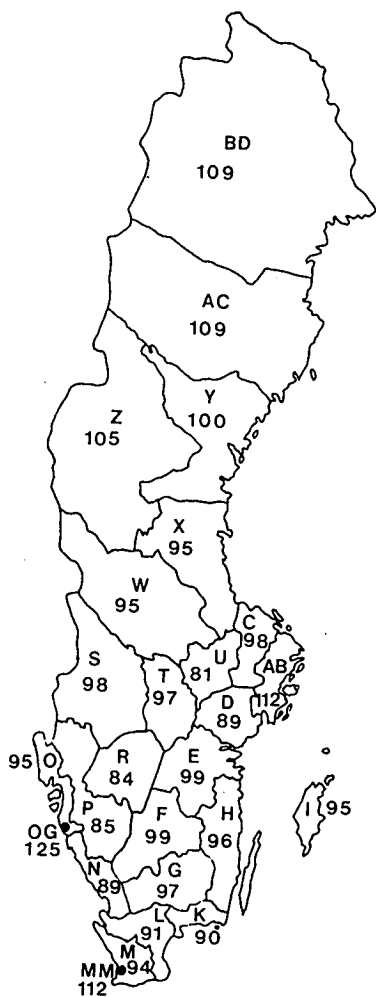 BD
109
AC
109
Y
100
Z
105
X
95
W
95
C
98
S
98
T
97
U
81
AB
112
D
89
95 O
R
84
E
99
P
85
F
99
H
96
I 95
OG
125
N
89
G
97
L
91
K
90
M
94
MM
112